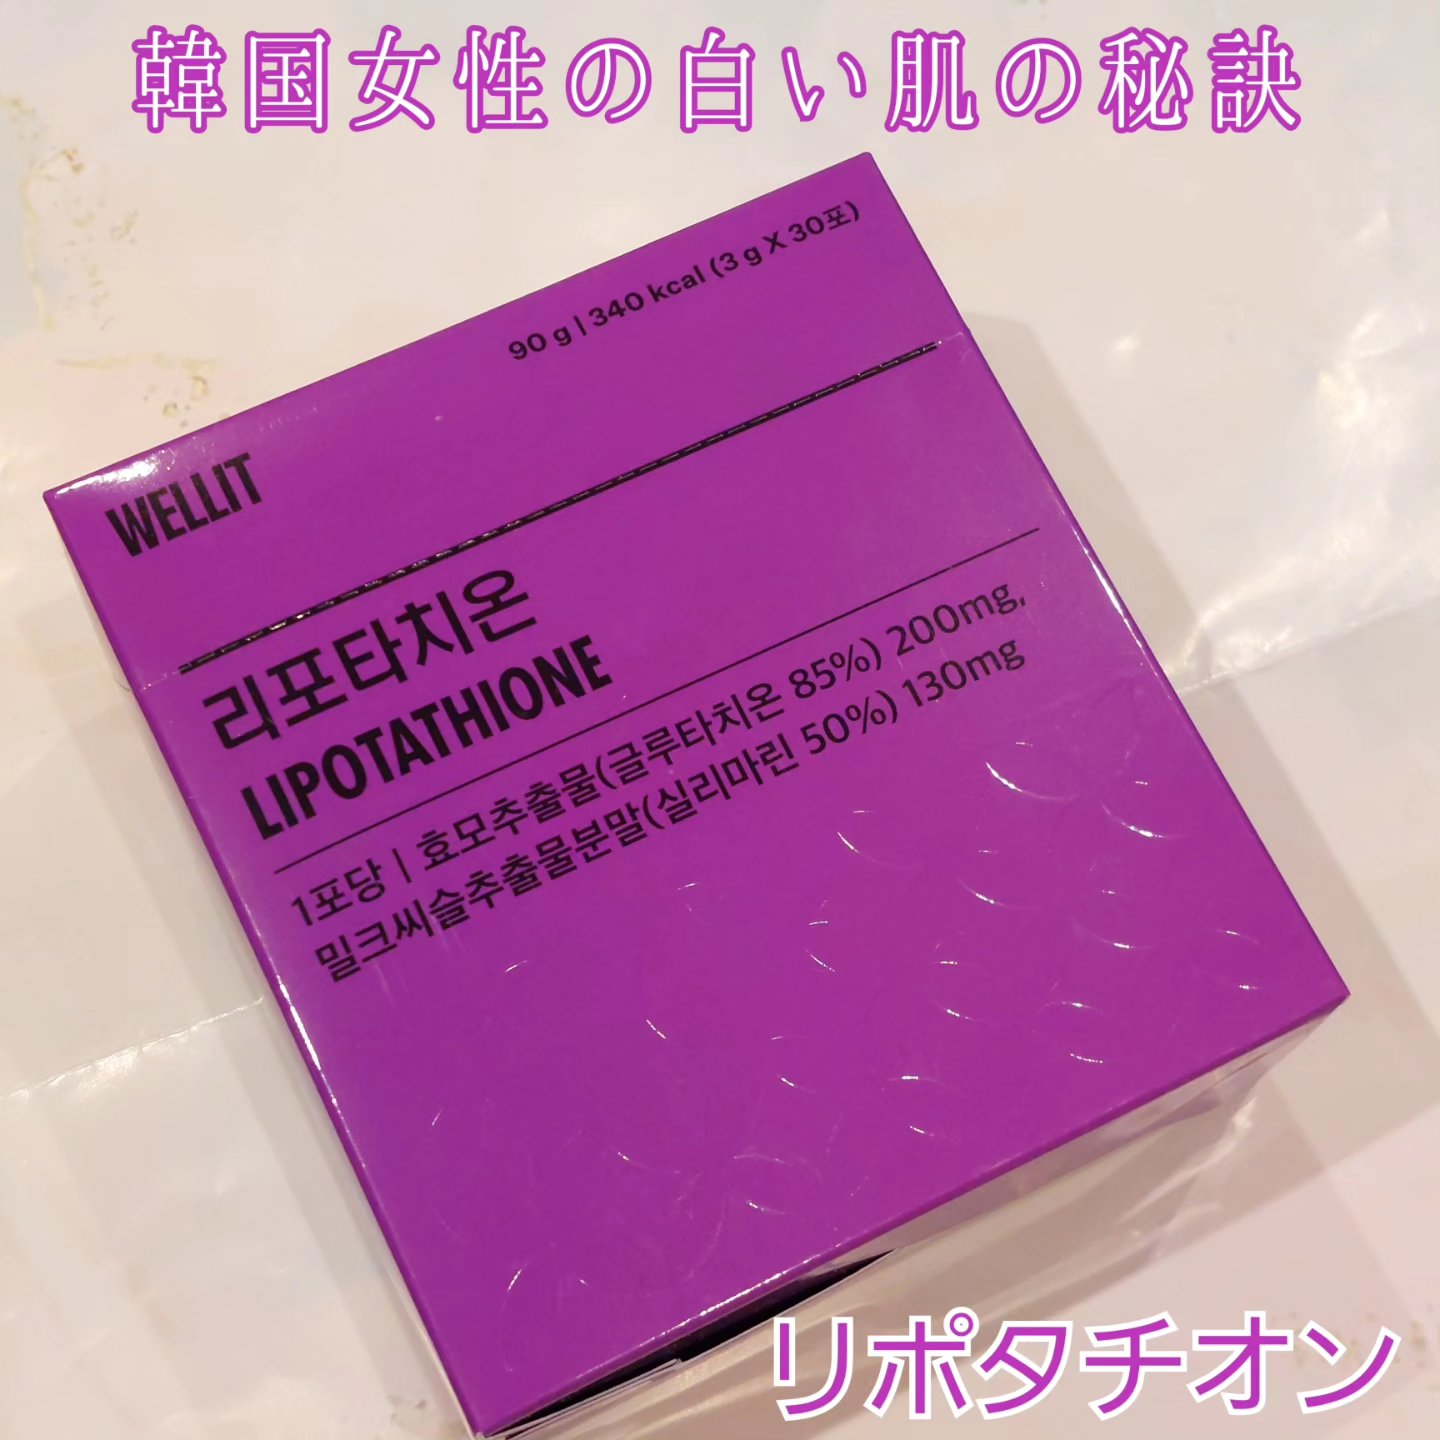 韓国女性の白い肌の秘訣
90 g | 340 kcal (3 g X 30포)
WELLIT
리포타치온
LIPOTATHIONE
1포당 | 효모추출물(글루타치온 85%) 200mg,
밀크씨슬추출물분말(실리마린 50%) 130mg
リポタチオン